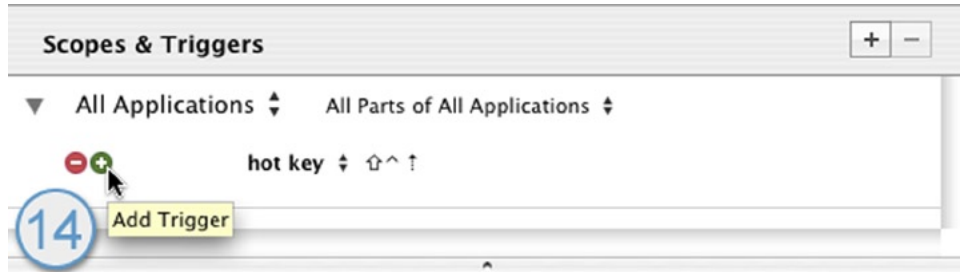 Scopes & Triggers
All Applications All Parts of All Applications
hot key ⇧^⇡
Add Trigger
14